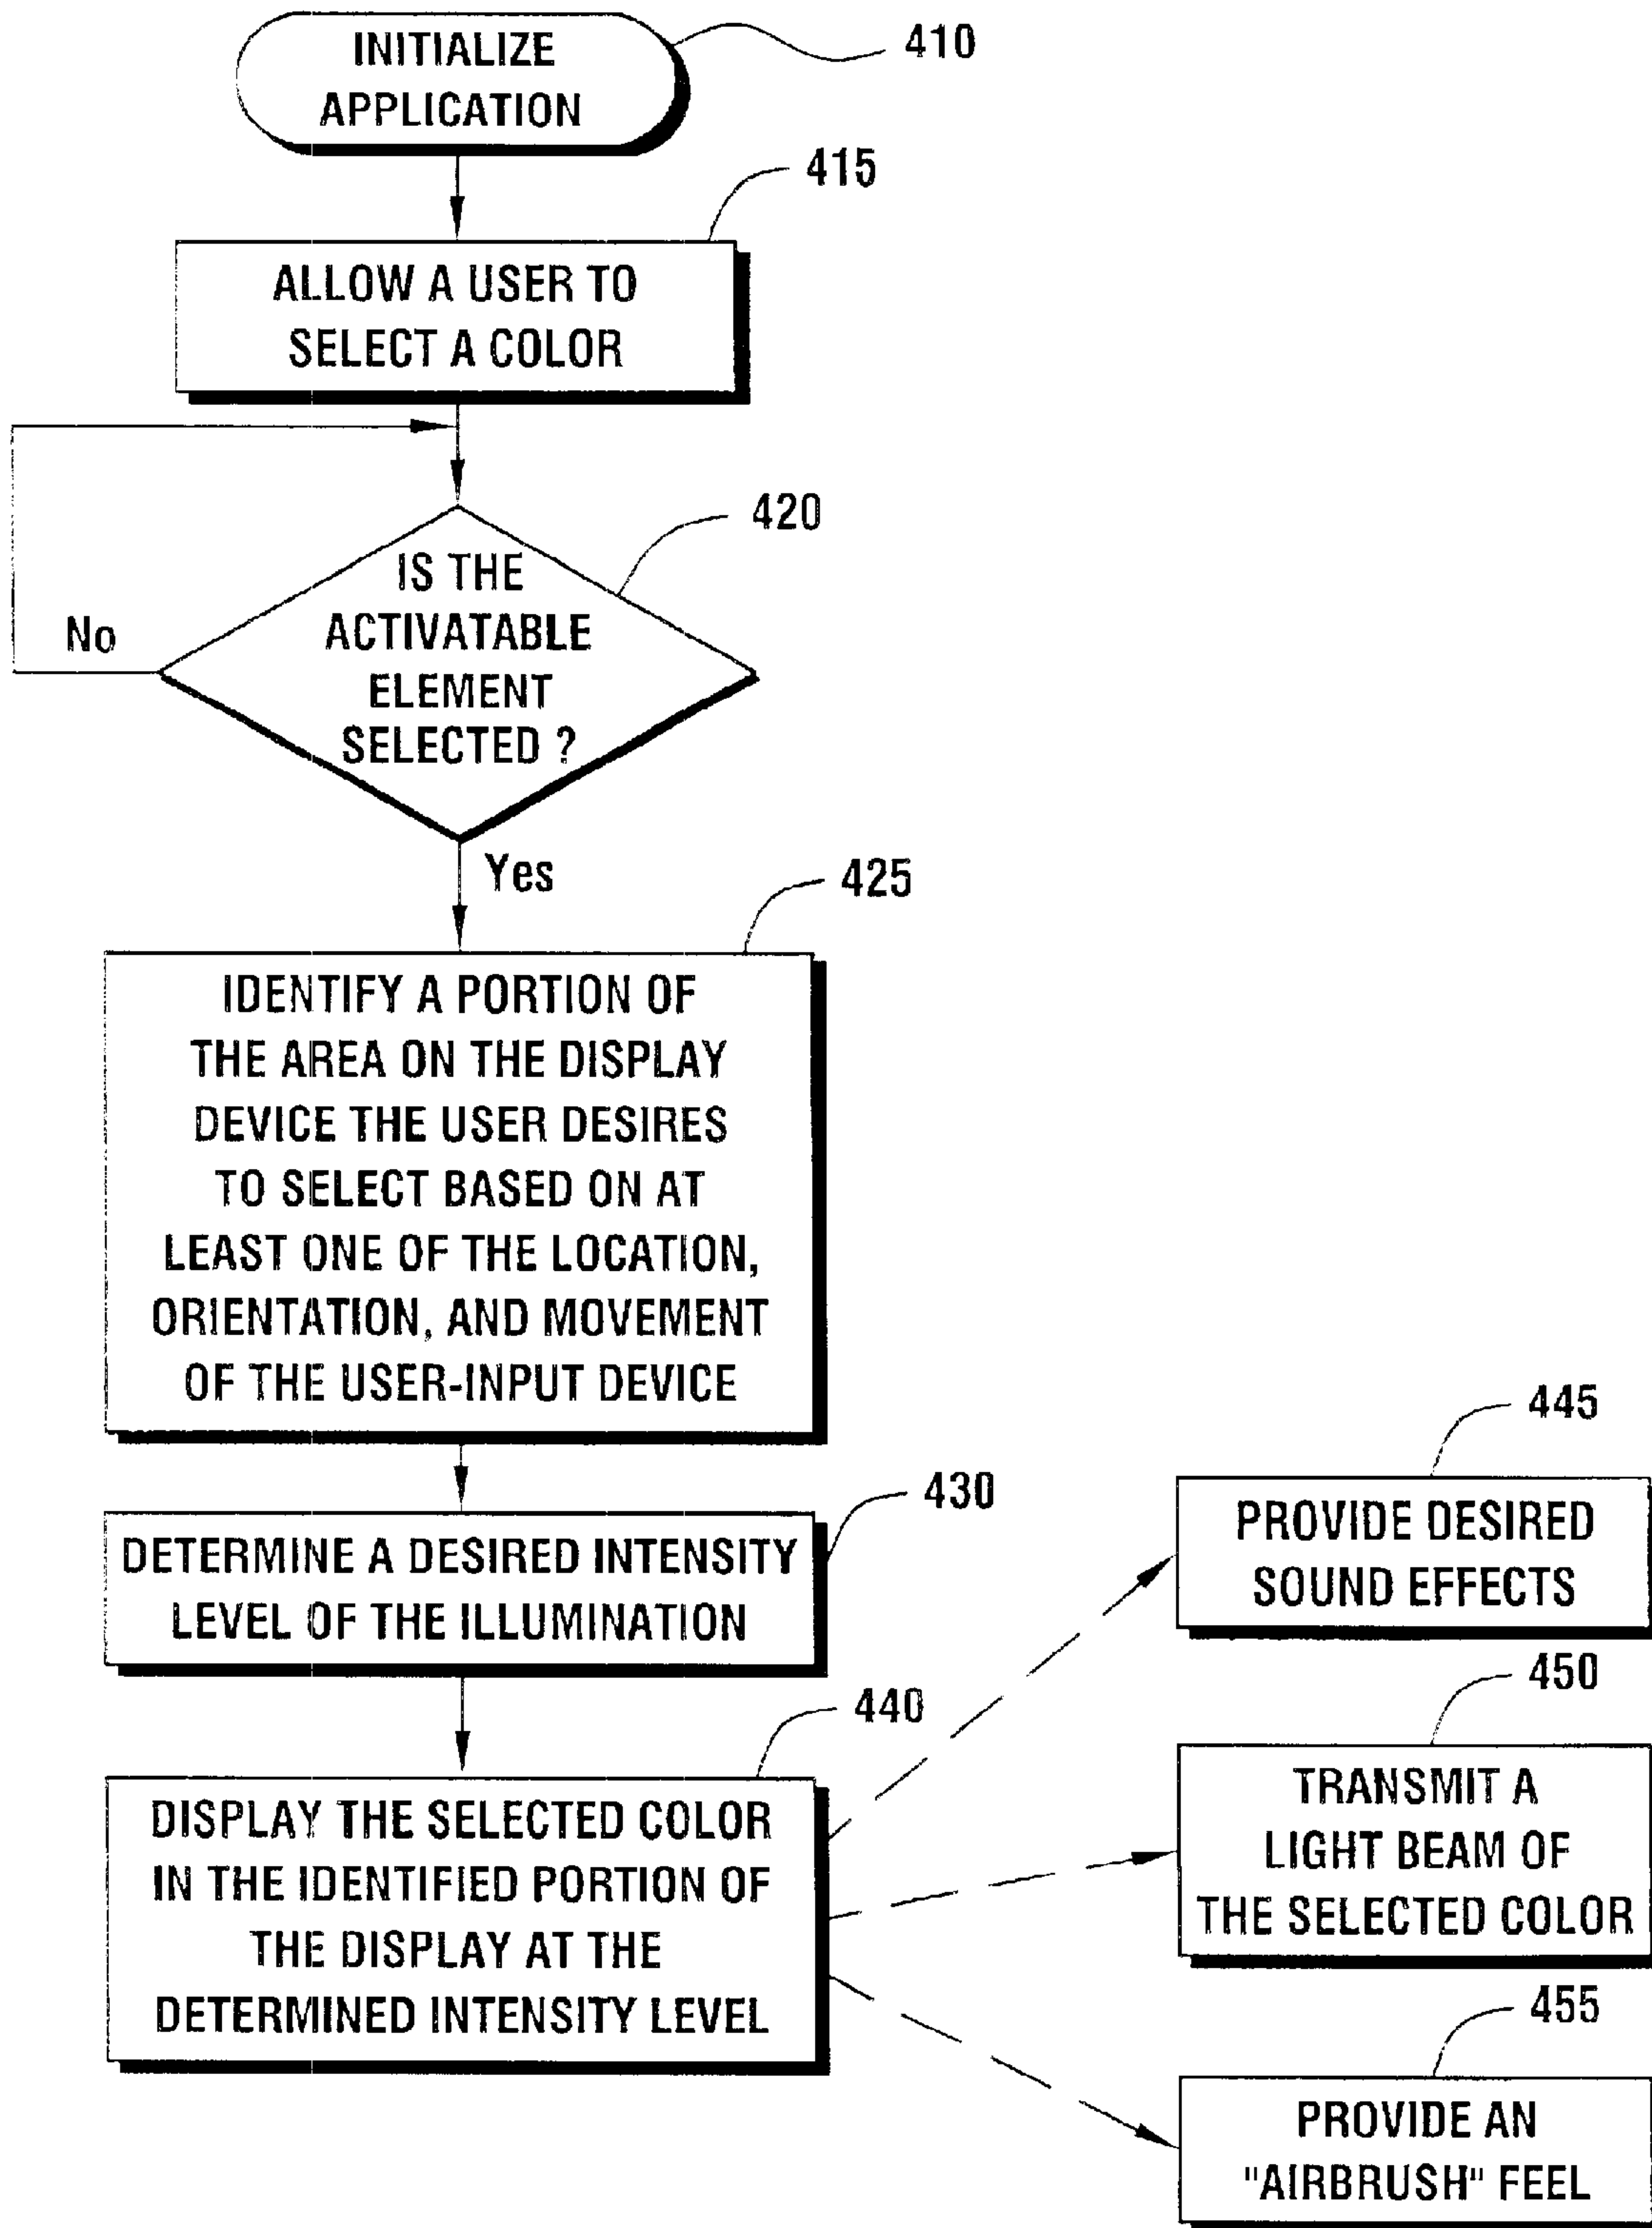 INITIALIZE
APPLICATION
410
415
ALLOW A USER TO
SELECT A COLOR
420
IS THE
ACTIVATABLE
ELEMENT
SELECTED ?
No
Yes
425
IDENTIFY A PORTION OF
THE AREA ON THE DISPLAY
DEVICE THE USER DESIRES
TO SELECT BASED ON AT
LEAST ONE OF THE LOCATION,
ORIENTATION, AND MOVEMENT
OF THE USER-INPUT DEVICE
430
DETERMINE A DESIRED INTENSITY
LEVEL OF THE ILLUMINATION
440
DISPLAY THE SELECTED COLOR
IN THE IDENTIFIED PORTION OF
THE DISPLAY AT THE
DETERMINED INTENSITY LEVEL
445
PROVIDE DESIRED
SOUND EFFECTS
450
TRANSMIT A
LIGHT BEAM OF
THE SELECTED COLOR
455
PROVIDE AN
"AIRBRUSH" FEEL